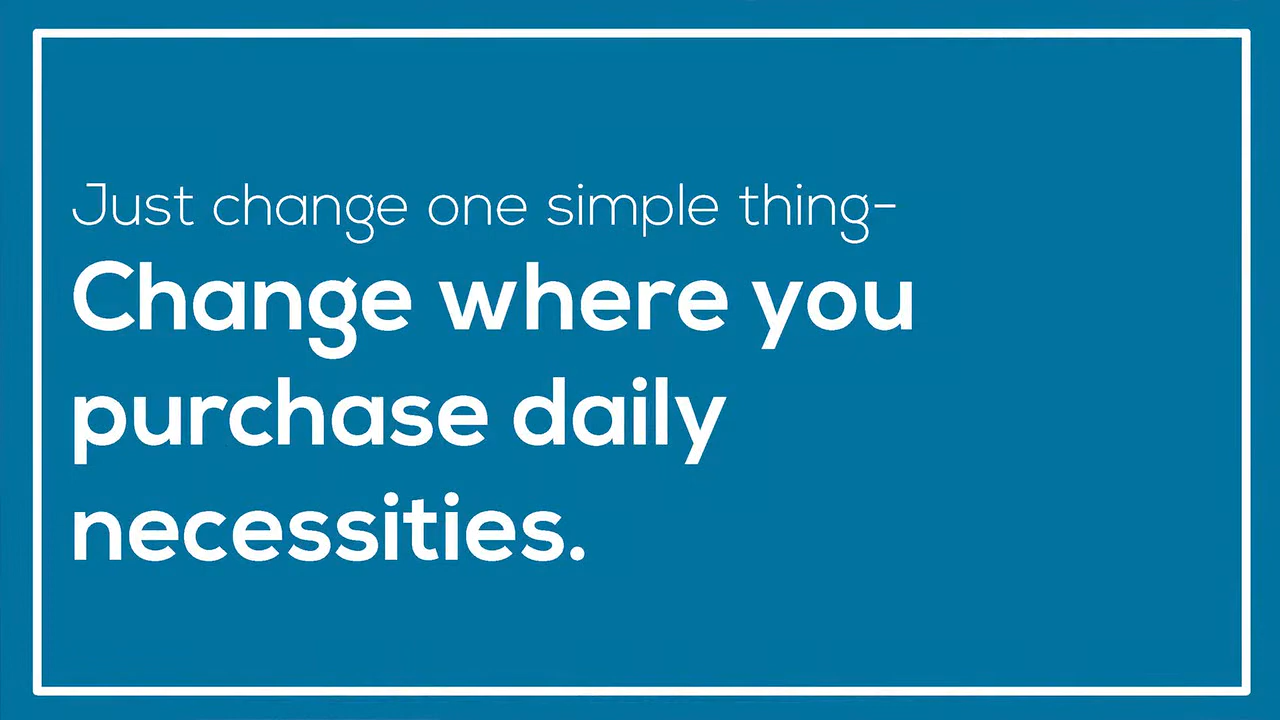 Just change one simple thing-
Change where you
purchase daily
necessities.